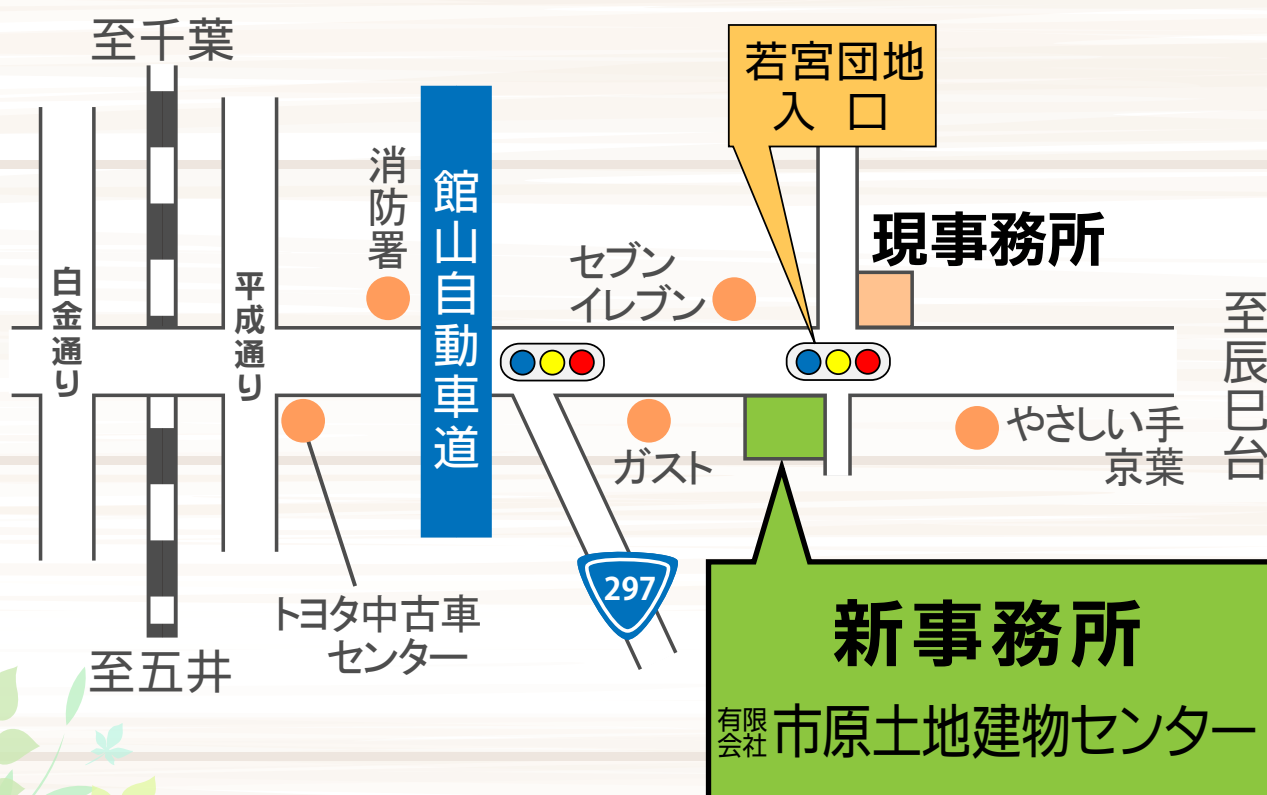 至千葉
若宮団地
入口
消防署
館山自動車道
現事務所
セブン
イレブン
白金通り
平成通り
至辰巳台
やさしい手
京葉
ガスト
トヨタ中古車
センター
297
至五井
新事務所
有限会社 市原土地建物センター